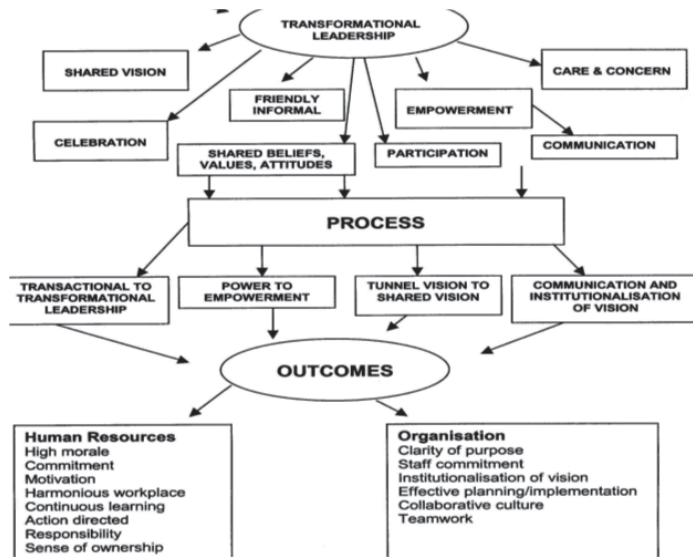 TRANSFORMATIONAL
LEADERSHIP
SHARED VISION
CARE & CONCERN
FRIENDLY
INFORMAL
EMPOWERMENT
CELEBRATION
COMMUNICATION
SHARED BELIEFS,
VALUES, ATTITUDES
PARTICIPATION
PROCESS
TRANSACTIONAL TO
TRANSFORMATIONAL
LEADERSHIP
POWER TO
EMPOWERMENT
TUNNEL VISION TO
SHARED VISION
COMMUNICATION AND
INSTITUTIONALISATION
OF VISION
OUTCOMES
Human Resources
High morale
Commitment
Motivation
Harmonious workplace
Continuous learning
Action directed
Responsibility
Sense of ownership
Organisation
Clarity of purpose
Staff commitment
Institutionalisation of vision
Effective planning/implementation
Collaborative culture
Teamwork